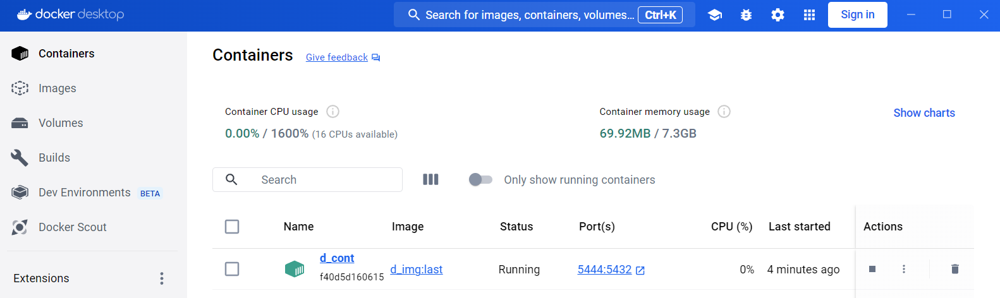 docker desktop
Search for images, containers, volumes... Ctrl+K
Sign in
Containers
Images
Volumes
Builds
Dev Environments BETA
Docker Scout
Extensions
Containers Give feedback
Container CPU usage
0.00% / 1600% (16 CPUs available)
Container memory usage
69.92MB / 7.3GB
Show charts
Search
Only show running containers
Name Image Status Port(s) CPU (%) Last started Actions
d_cont
f40d5d160615
d_img:last Running 5444:5432 0% 4 minutes ago